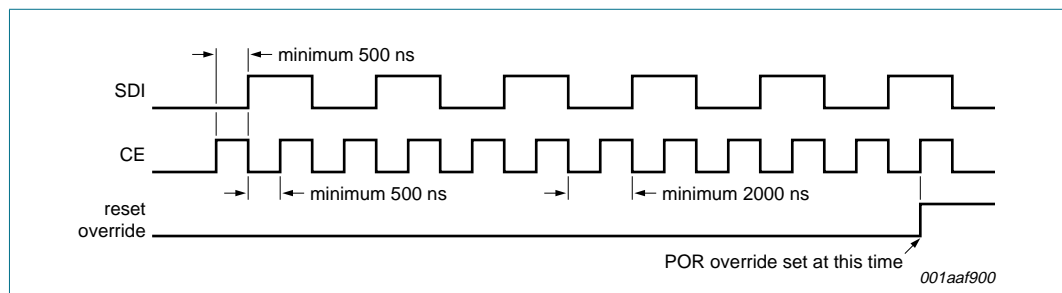 minimum 500 ns
SDI
CE
minimum 500 ns
minimum 2000 ns
reset
override
POR override set at this time
001aaf900